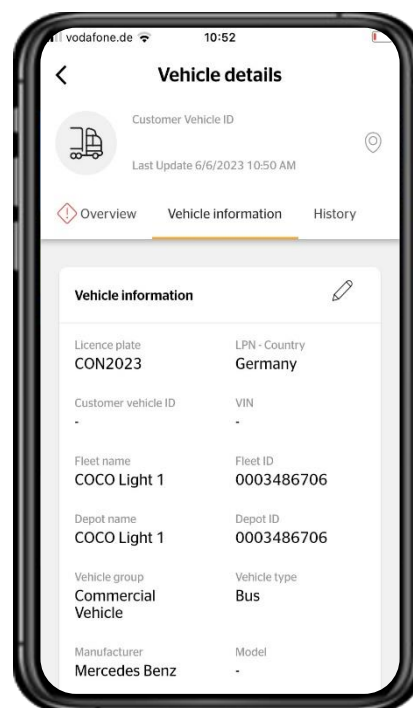 vodafone.de 10:52
Vehicle details
Customer Vehicle ID
Last Update 6/6/2023 10:50 AM
Overview Vehicle information History
Vehicle information
Licence plate LPN - Country
CON2023 Germany
Customer vehicle ID VIN
- -
Fleet name Fleet ID
COCO Light 1 0003486706
Depot name Depot ID
COCO Light 1 0003486706
Vehicle group Vehicle type
Commercial Bus
Vehicle
Manufacturer Model
Mercedes Benz -